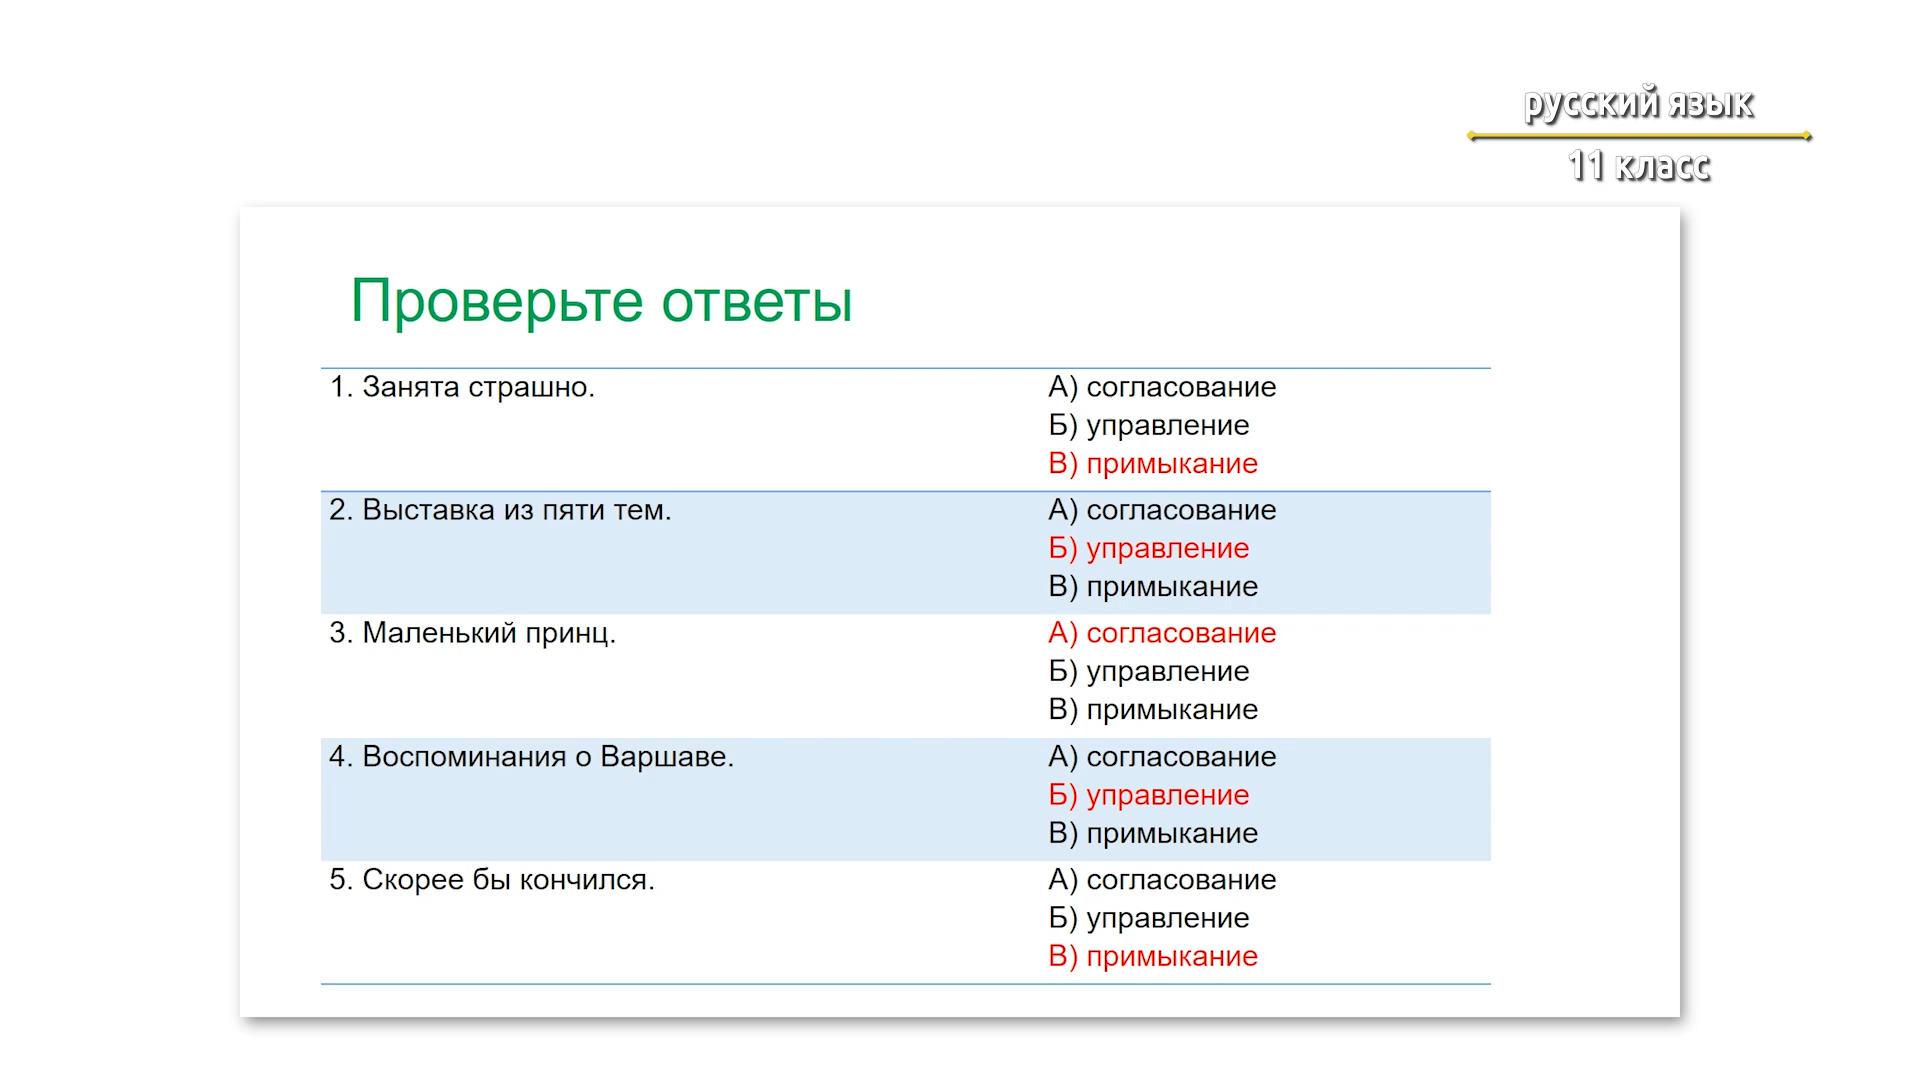 русский язык
11 класс
Проверьте ответы
1. Занята страшно.
А) согласование
Б) управление
В) примыкание
2. Выставка из пяти тем.
А) согласование
Б) управление
В) примыкание
3. Маленький принц.
А) согласование
Б) управление
В) примыкание
4. Воспоминания о Варшаве.
А) согласование
Б) управление
В) примыкание
5. Скорее бы кончился.
А) согласование
Б) управление
В) примыкание